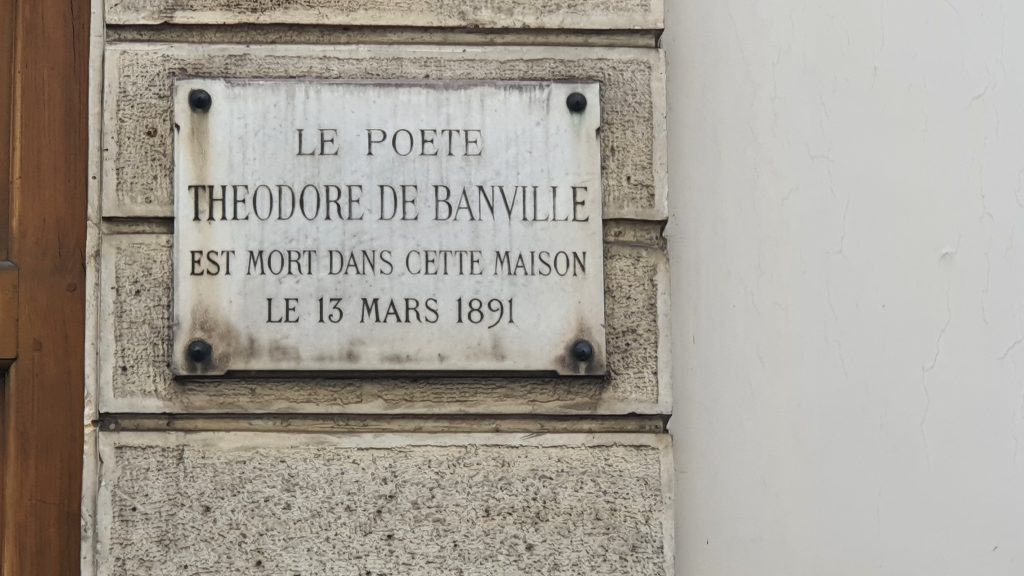 LE POETE
THEODORE DE BANVILLE
EST MORT DANS CETTE MAISON
LE 13 MARS 1891